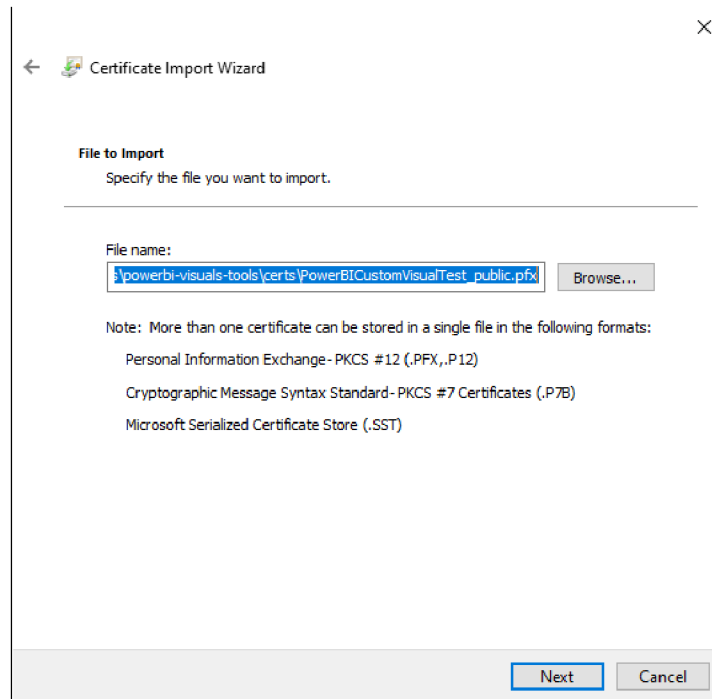 Certificate Import Wizard
File to Import
Specify the file you want to import.
File name:
s\powerbi-visuals-tools\certs\PowerBICustomVisualTest_public.pfx
Browse...
Note: More than one certificate can be stored in a single file in the following formats:
Personal Information Exchange- PKCS #12 (.PFX,.P12)
Cryptographic Message Syntax Standard- PKCS #7 Certificates (.P7B)
Microsoft Serialized Certificate Store (.SST)
Next
Cancel